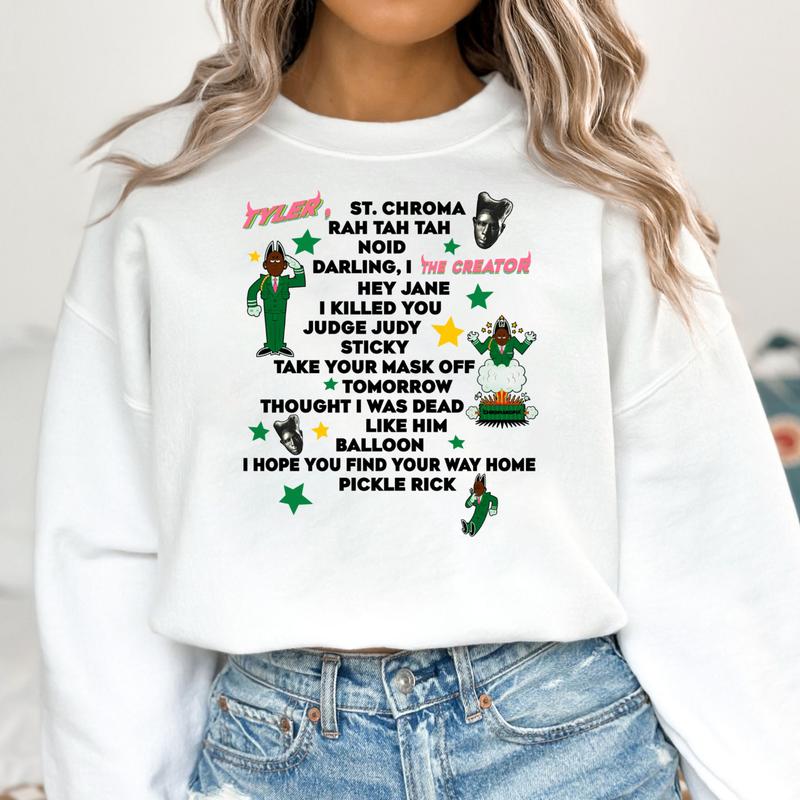 TYLER, ST. CHROMA
RAH TAH TAH
NOID
DARLING, I THE CREATOR
HEY JANE
I KILLED YOU
JUDGE JUDY
STICKY
TAKE YOUR MASK OFF
TOMORROW
CHROMAKOPIA
THOUGHT I WAS DEAD
LIKE HIM
BALLOON
I HOPE YOU FIND YOUR WAY HOME
PICKLE RICK